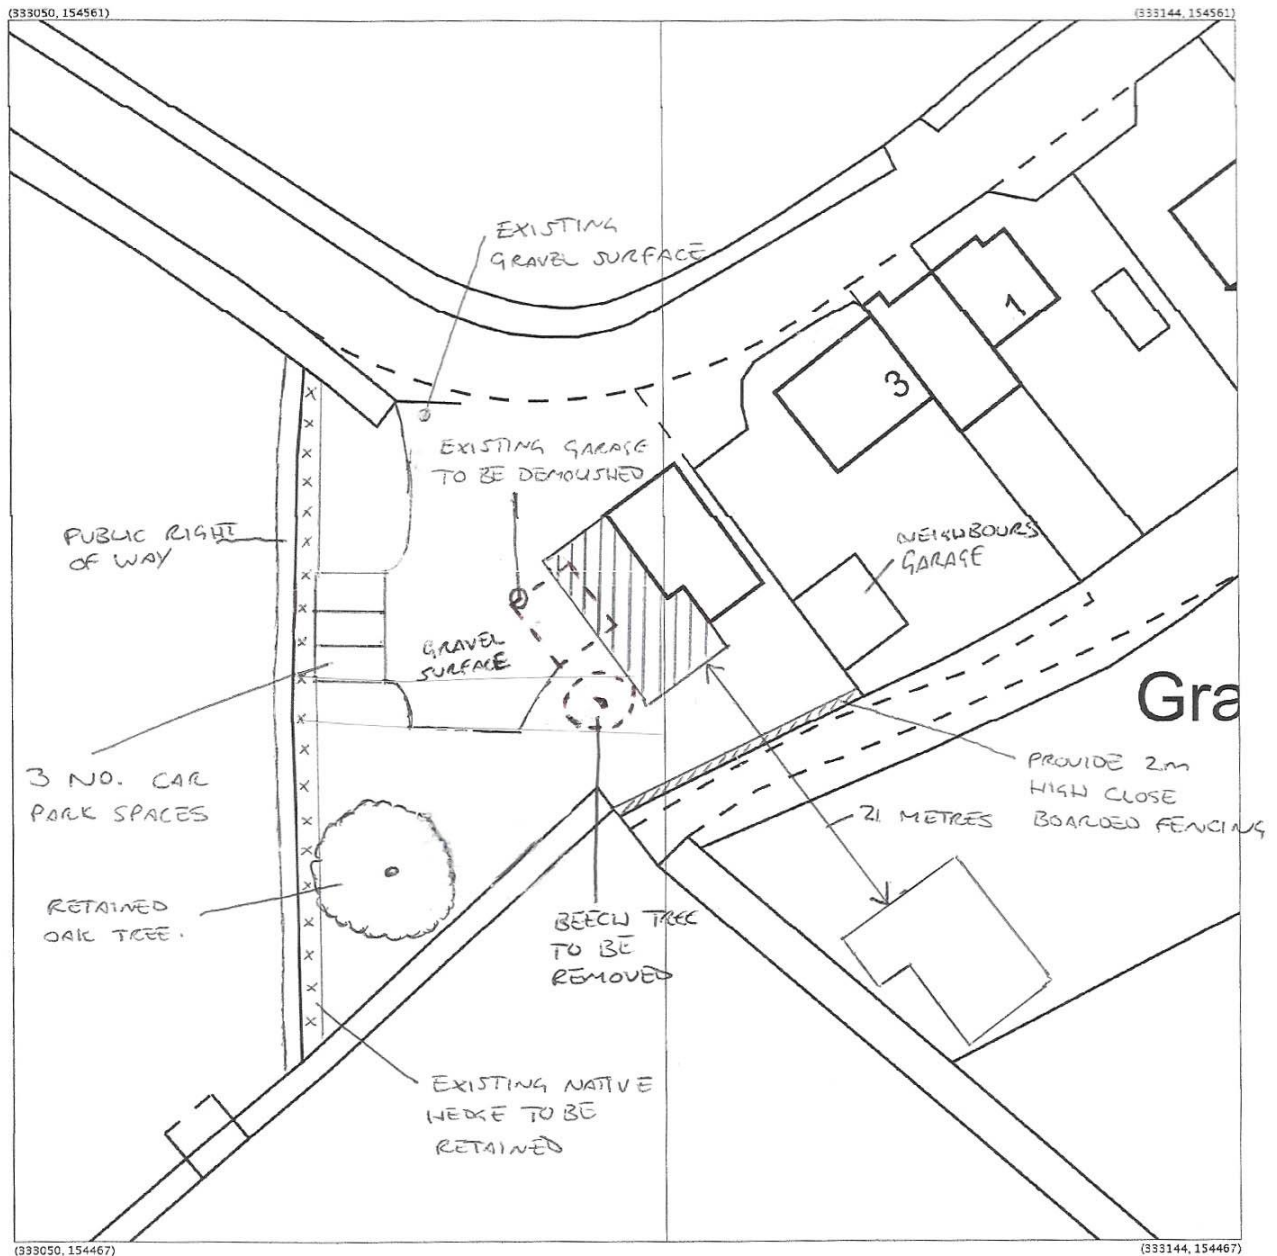 (333050, 154561)
(333144, 154561)
EXISTING
GRAVEL SURFACE
1
3
EXISTING GARAGE
TO BE DEMOLISHED
PUBLIC RIGHT
OF WAY
NEIGHBOURS
GARAGE
GRAVEL
SURFACE
Gra
3 NO. CAR
PARK SPACES
PROVIDE 2M
HIGH CLOSE
BOARDED FENCING
21 METRES
RETAINED
OAK TREE.
BEECH TREE
TO BE
REMOVED
EXISTING NATIVE
HEDGE TO BE
RETAINED
(333050, 154467)
(333144, 154467)